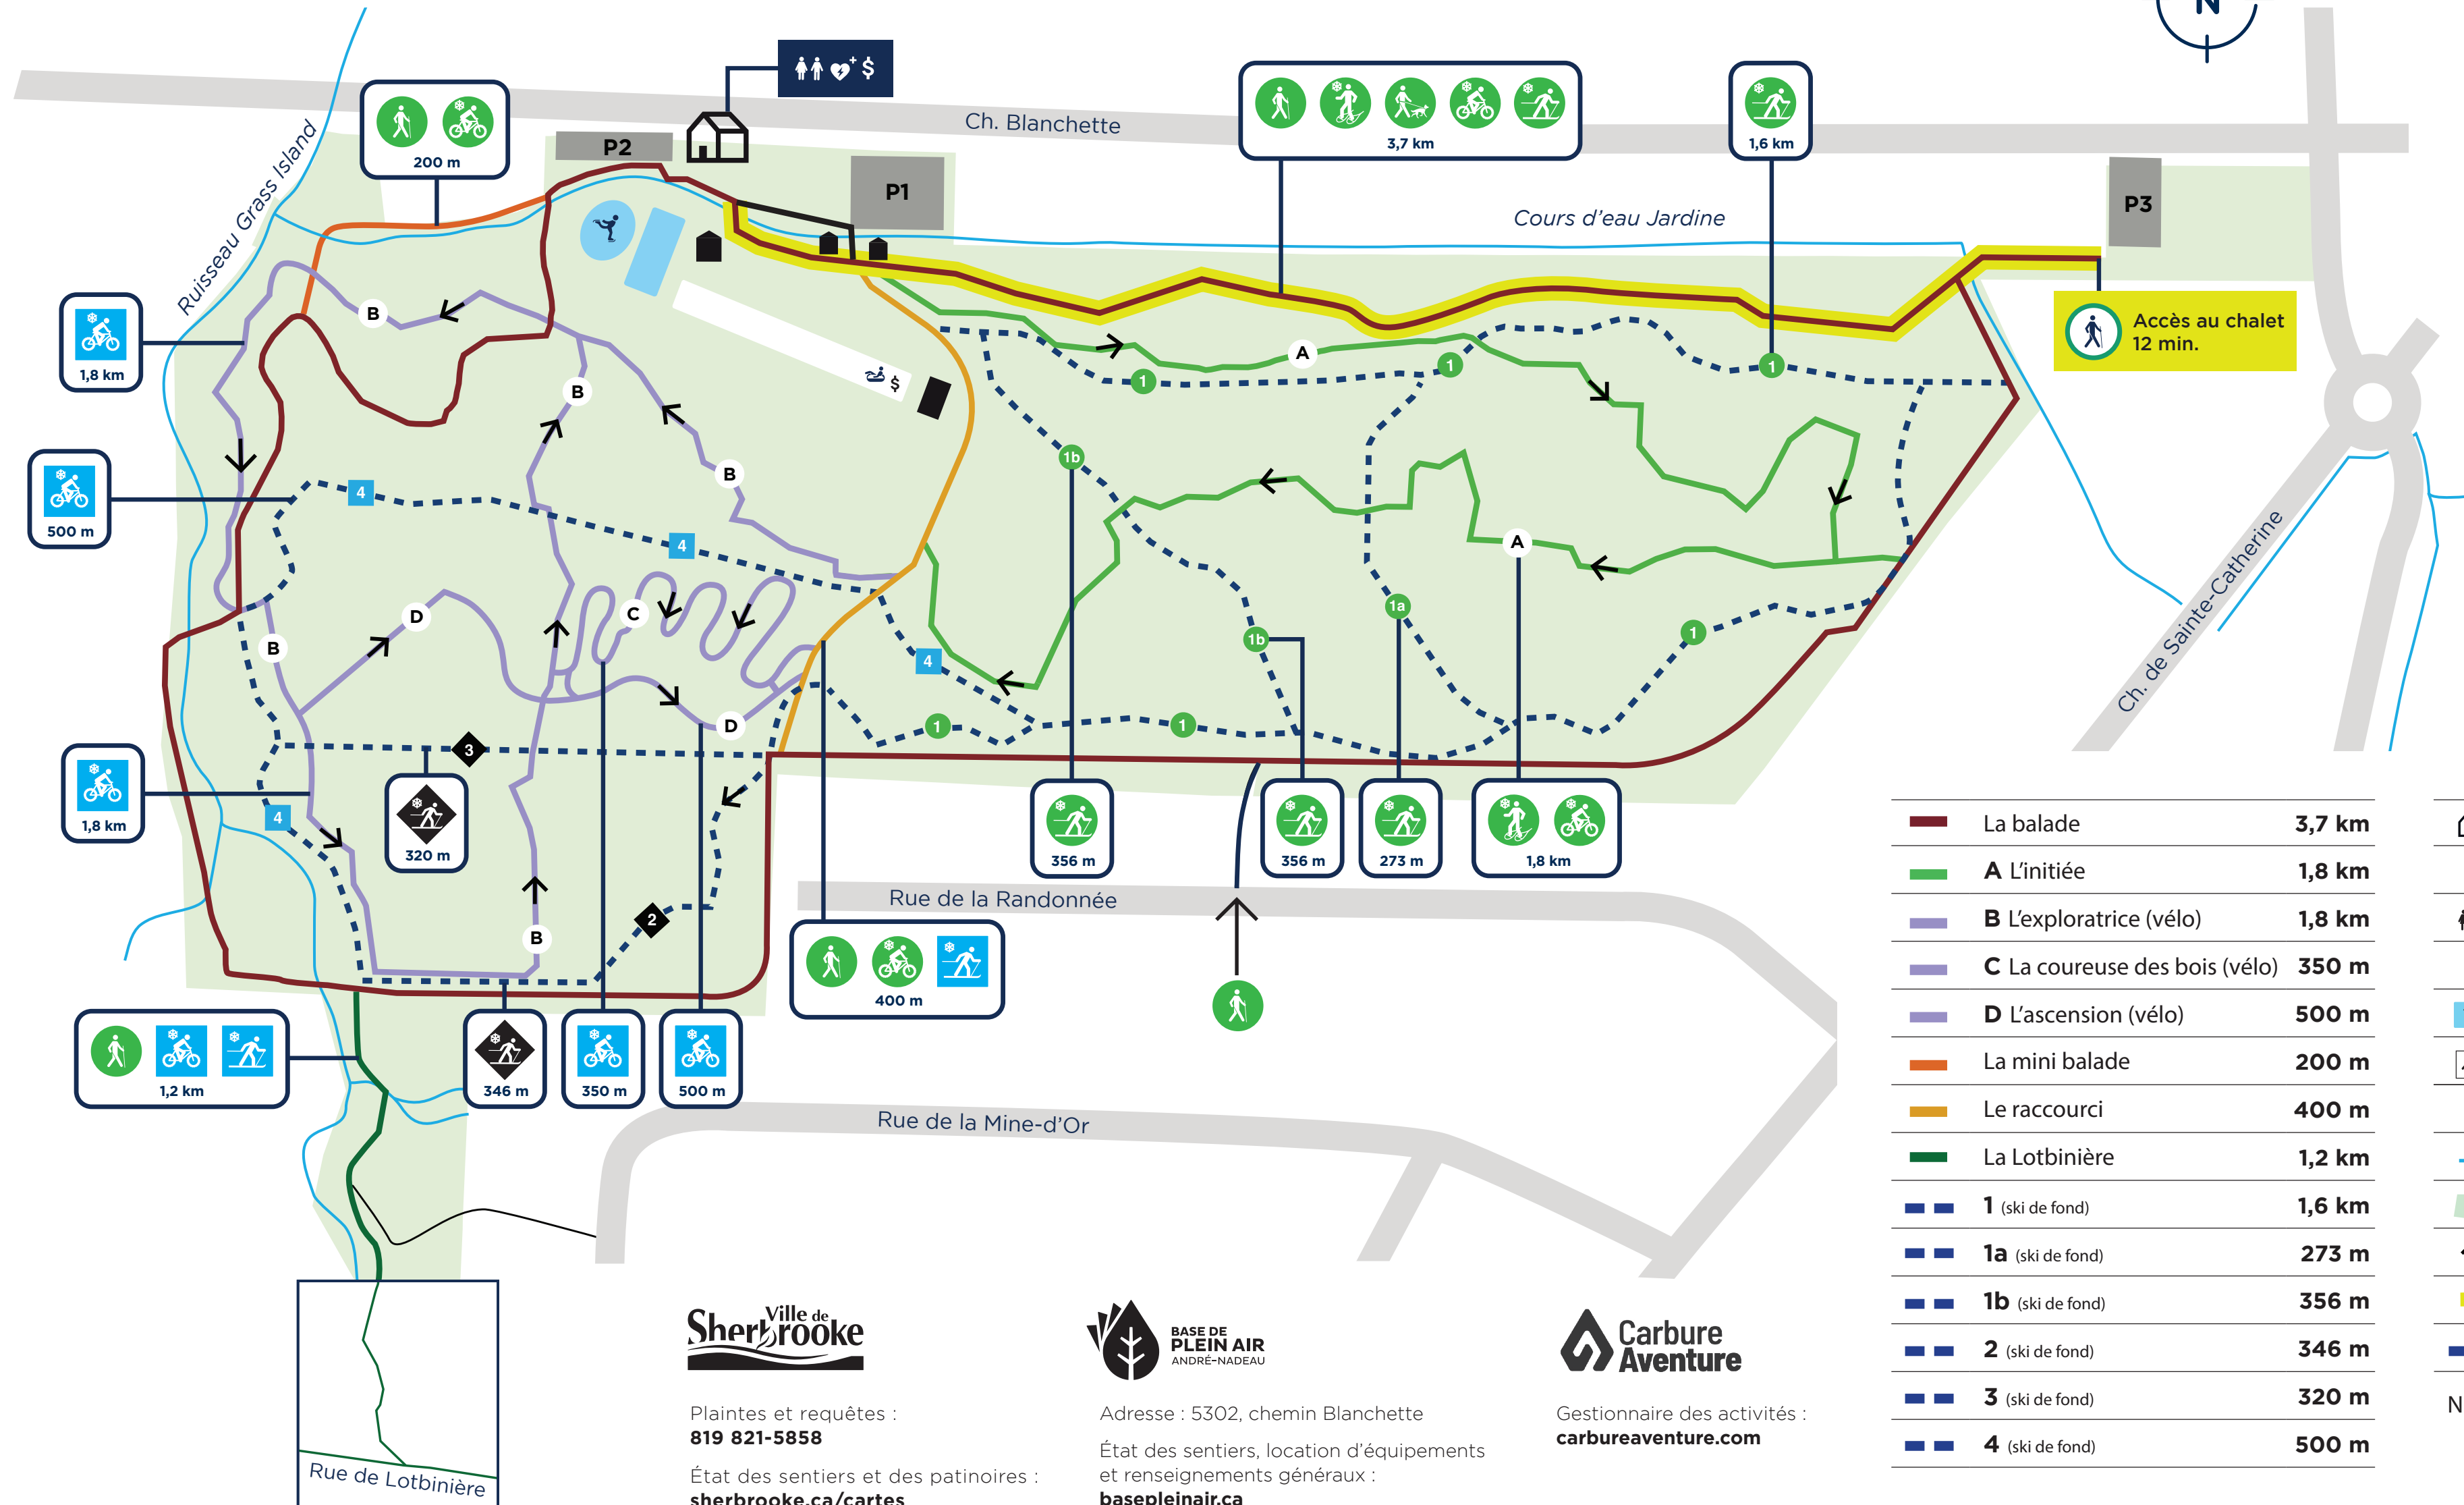 N
200 m
P2
Ch. Blanchette
3,7 km
1,6 km
P1
P3
Ruisseau Grass Island
Cours d'eau Jardine
Accès au chalet
12 min.
$
$
1,8 km
500 m
1,8 km
B
B
B
B
B
A
A
C
D
D
1
1
1
1
1
1
1a
1b
1b
4
4
4
4
3
2
320 m
356 m
356 m
273 m
1,8 km
400 m
1,2 km
346 m
350 m
500 m
Ch. de Sainte-Catherine
Rue de la Randonnée
Rue de la Mine-d'Or
Rue de Lotbinière
La balade 3,7 km
A L'initiée 1,8 km
B L'exploratrice (vélo) 1,8 km
C La coureuse des bois (vélo) 350 m
D L'ascension (vélo) 500 m
La mini balade 200 m
Le raccourci 400 m
La Lotbinière 1,2 km
1 (ski de fond) 1,6 km
1a (ski de fond) 273 m
1b (ski de fond) 356 m
2 (ski de fond) 346 m
3 (ski de fond) 320 m
4 (ski de fond) 500 m
N
Ville de
Sherbrooke
Plaintes et requêtes :
819 821-5858
État des sentiers et des patinoires :
sherbrooke.ca/cartes
BASE DE
PLEIN AIR
ANDRÉ-NADEAU
Adresse : 5302, chemin Blanchette
État des sentiers, location d'équipements
et renseignements généraux :
basepleinair.ca
Carbure
Aventure
Gestionnaire des activités :
carbureaventure.com